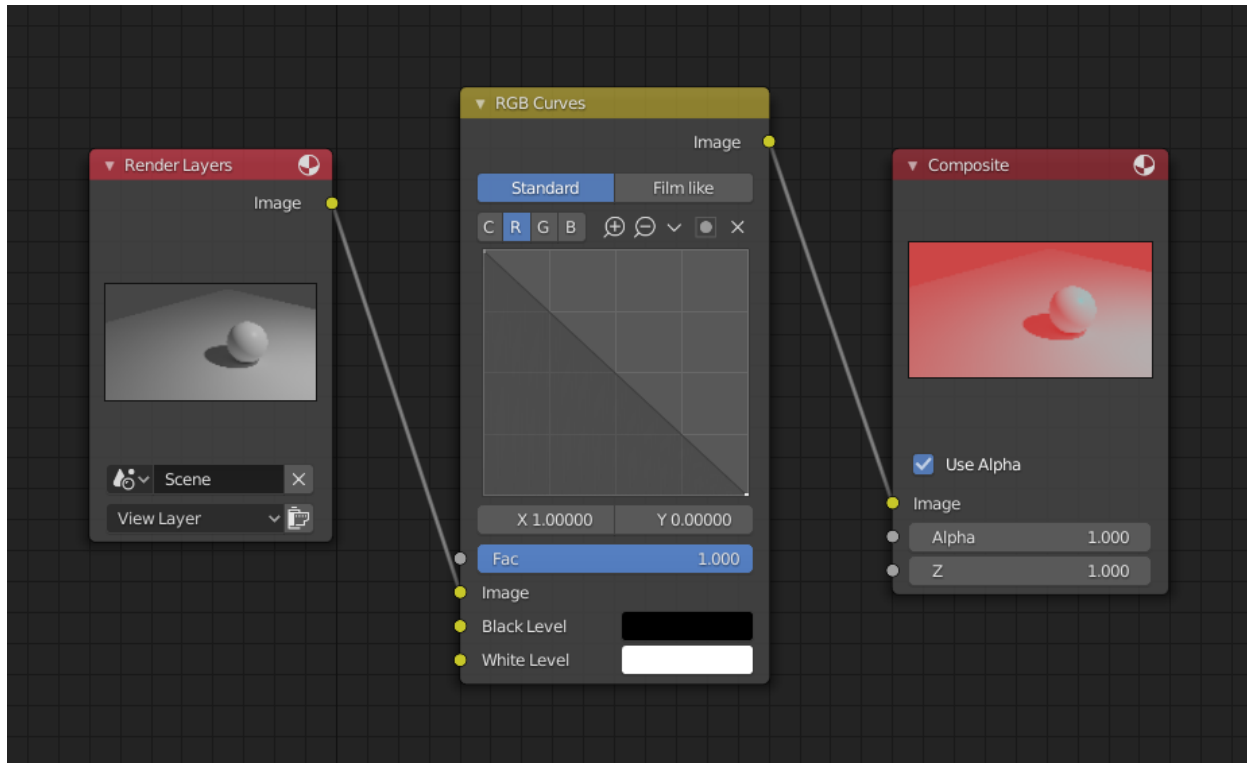 Render Layers
Image
Scene
View Layer
RGB Curves
Image
Standard Film like
C R G B
X 1.00000 Y 0.00000
Fac 1.000
Image
Black Level
White Level
Composite
Use Alpha
Image
Alpha 1.000
Z 1.000